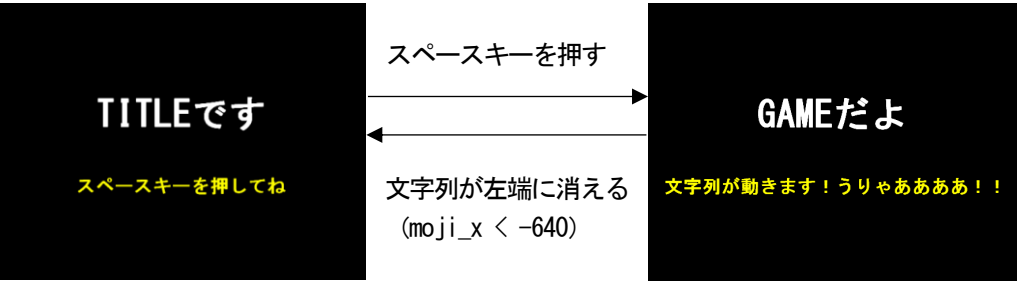 TITLEです
スペースキーを押してね
スペースキーを押す
文字列が左端に消える
(moji_x < -640)
GAMEだよ
文字列が動きます！うりゃああああ！！